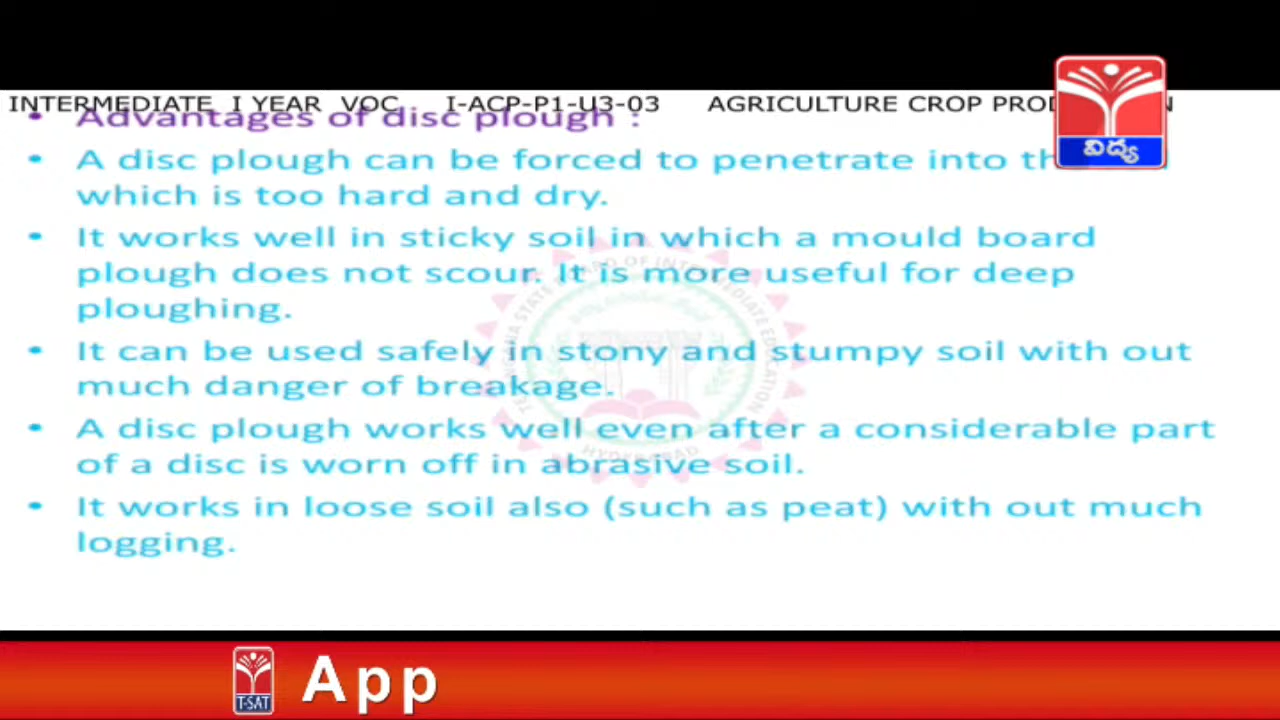 INTERMEDIATE I YEAR VOC I-ACP-P1-U3-03 AGRICULTURE CROP
• Advantages of disc plough :
విద్య
• A disc plough can be forced to penetrate into
which is too hard and dry.
• It works well in sticky soil in which a mould board
plough does not scour. It is more useful for deep
ploughing.
• It can be used safely in stony and stumpy soil with out
much danger of breakage.
• A disc plough works well even after a considerable part
of a disc is worn off in abrasive soil.
• It works in loose soil also (such as peat) with out much
logging.
T-SAT
App